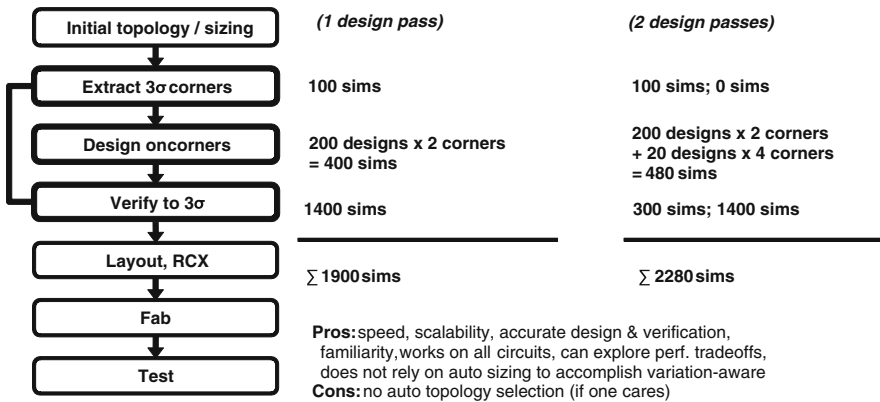 Initial topology / sizing
(1 design pass)
(2 design passes)
Extract 3σ corners
100 sims
100 sims; 0 sims
Design oncorners
200 designs x 2 corners
= 400 sims
200 designs x 2 corners
+ 20 designs x 4 corners
= 480 sims
Verify to 3σ
1400 sims
300 sims; 1400 sims
Layout, RCX
∑ 1900 sims
∑ 2280 sims
Fab
Test
Pros: speed, scalability, accurate design & verification,
familiarity, works on all circuits, can explore perf. tradeoffs,
does not rely on auto sizing to accomplish variation-aware
Cons: no auto topology selection (if one cares)